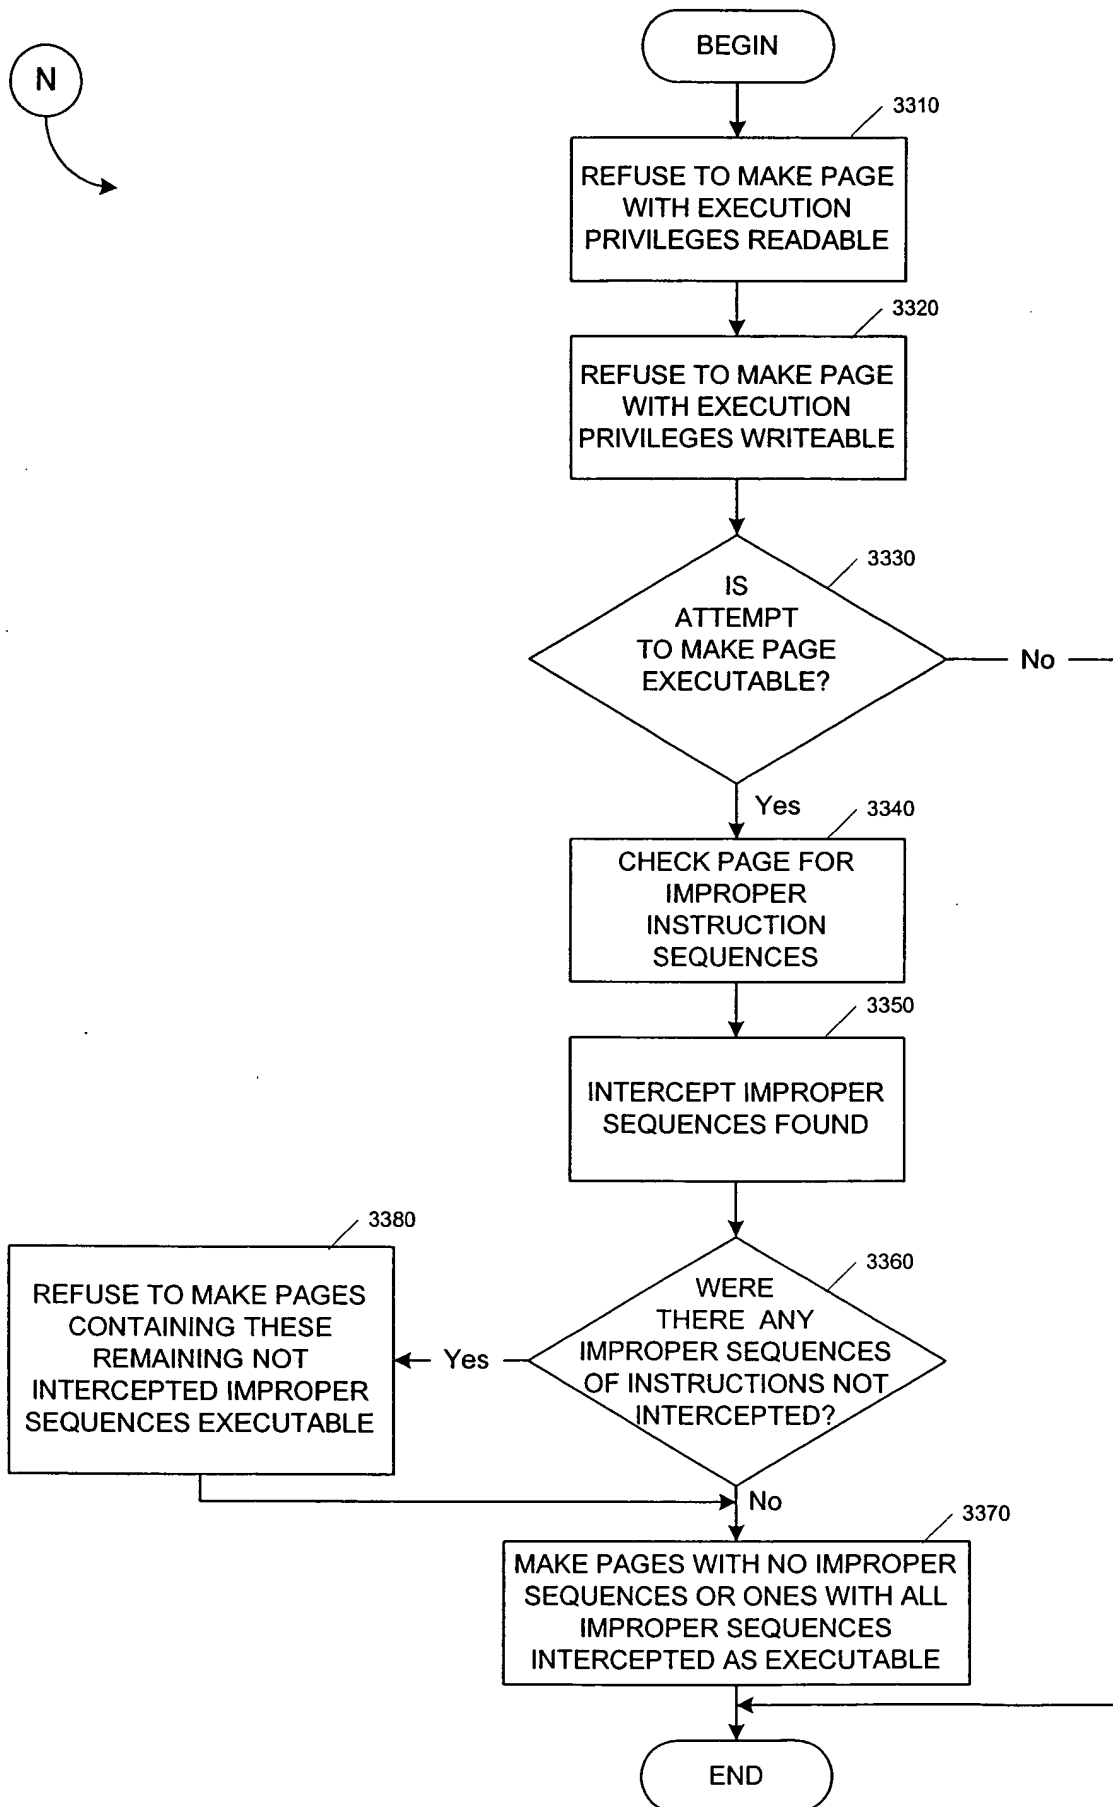 BEGIN
N
3310
REFUSE TO MAKE PAGE
WITH EXECUTION
PRIVILEGES READABLE
3320
REFUSE TO MAKE PAGE
WITH EXECUTION
PRIVILEGES WRITEABLE
3330
IS
ATTEMPT
TO MAKE PAGE
EXECUTABLE?
No
Yes
3340
CHECK PAGE FOR
IMPROPER
INSTRUCTION
SEQUENCES
3350
INTERCEPT IMPROPER
SEQUENCES FOUND
3360
WERE
THERE ANY
IMPROPER SEQUENCES
OF INSTRUCTIONS NOT
INTERCEPTED?
Yes
3380
REFUSE TO MAKE PAGES
CONTAINING THESE
REMAINING NOT
INTERCEPTED IMPROPER
SEQUENCES EXECUTABLE
No
3370
MAKE PAGES WITH NO IMPROPER
SEQUENCES OR ONES WITH ALL
IMPROPER SEQUENCES
INTERCEPTED AS EXECUTABLE
END